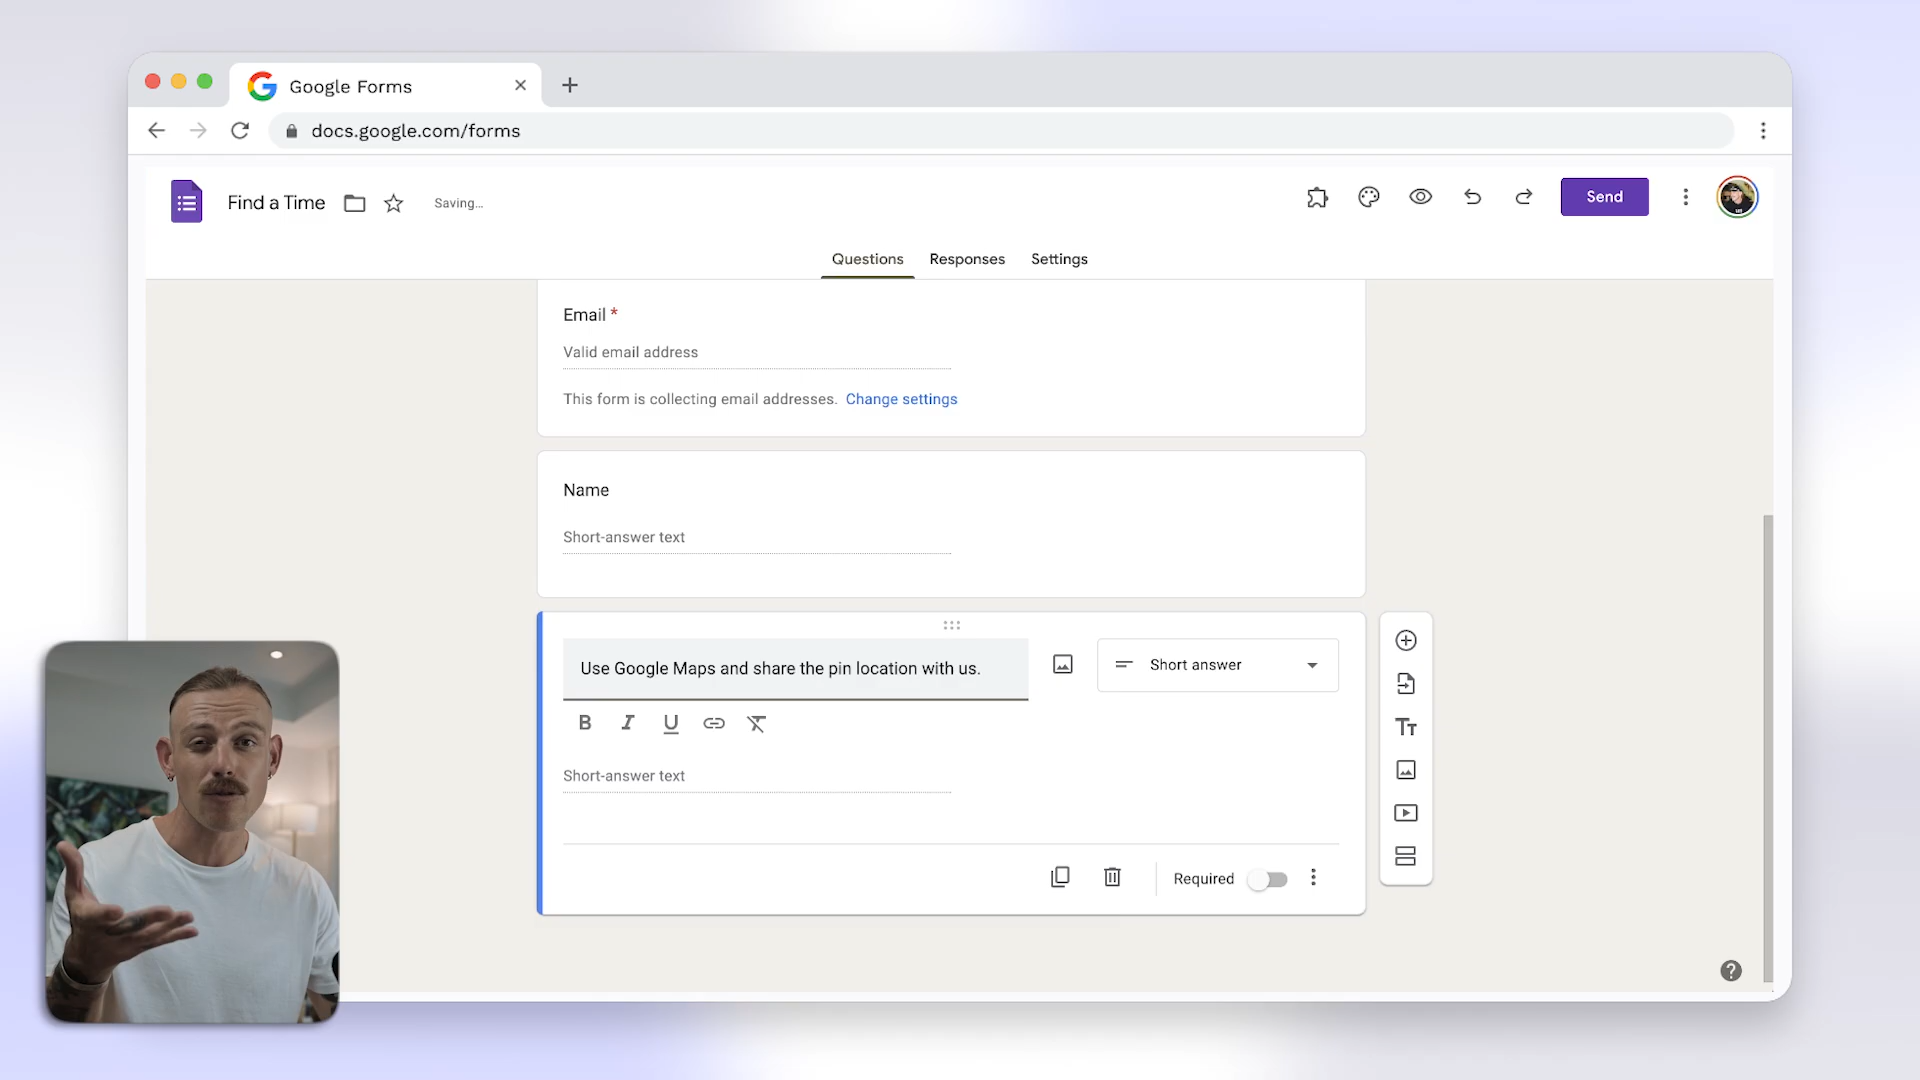 Google Forms
docs.google.com/forms
Find a Time
Saving...
Send
Questions Responses Settings
Email *
Valid email address
This form is collecting email addresses. Change settings
Name
Short-answer text
Use Google Maps and share the pin location with us.
Short answer
B I U
Short-answer text
Required